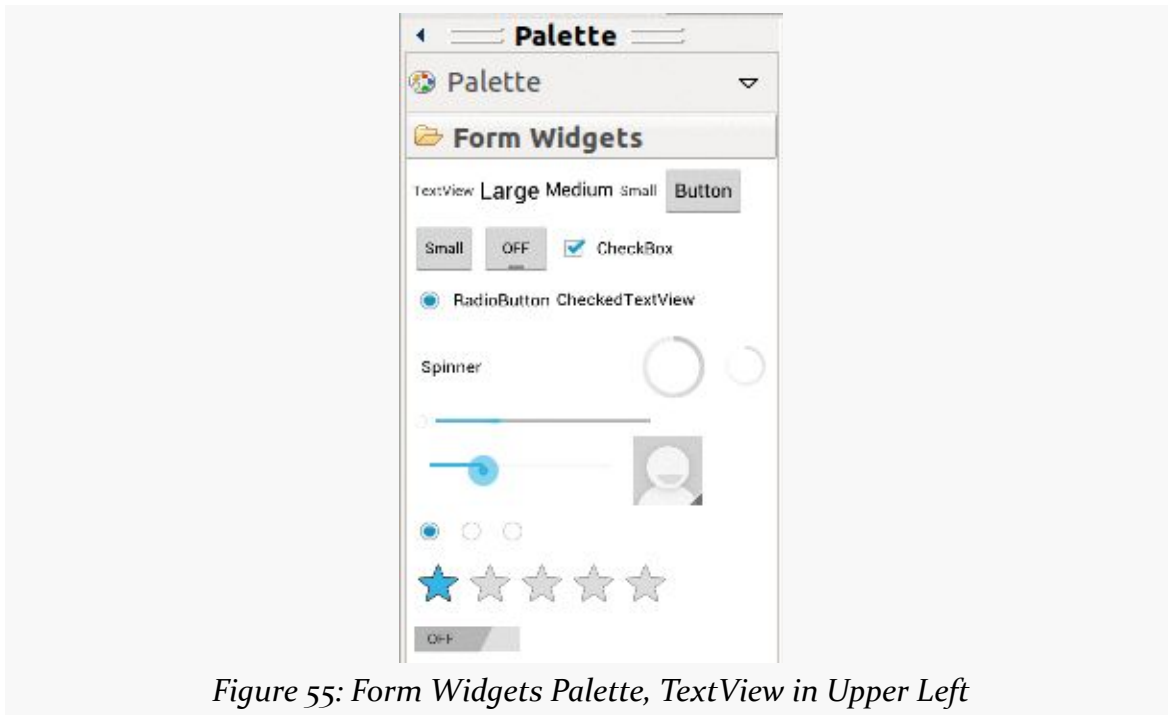 Palette
Palette
Form Widgets
TextView Large Medium Small Button
Small OFF CheckBox
RadioButton CheckedTextView
Spinner
OFF
Figure 55: Form Widgets Palette, TextView in Upper Left